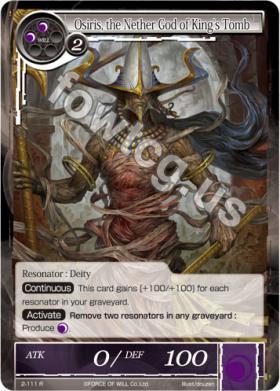 Osiris, the Nether God of King's Tomb
WILL
2
fowtcg-us
Resonator : Deity
Continuous This card gains [+100/+100] for each
resonator in your graveyard.
Activate Remove two resonators in any graveyard :
Produce
2-111 R
ATK 0 / DEF 100
©FORCE OF WILL Co.Ltd. Illust/douzen